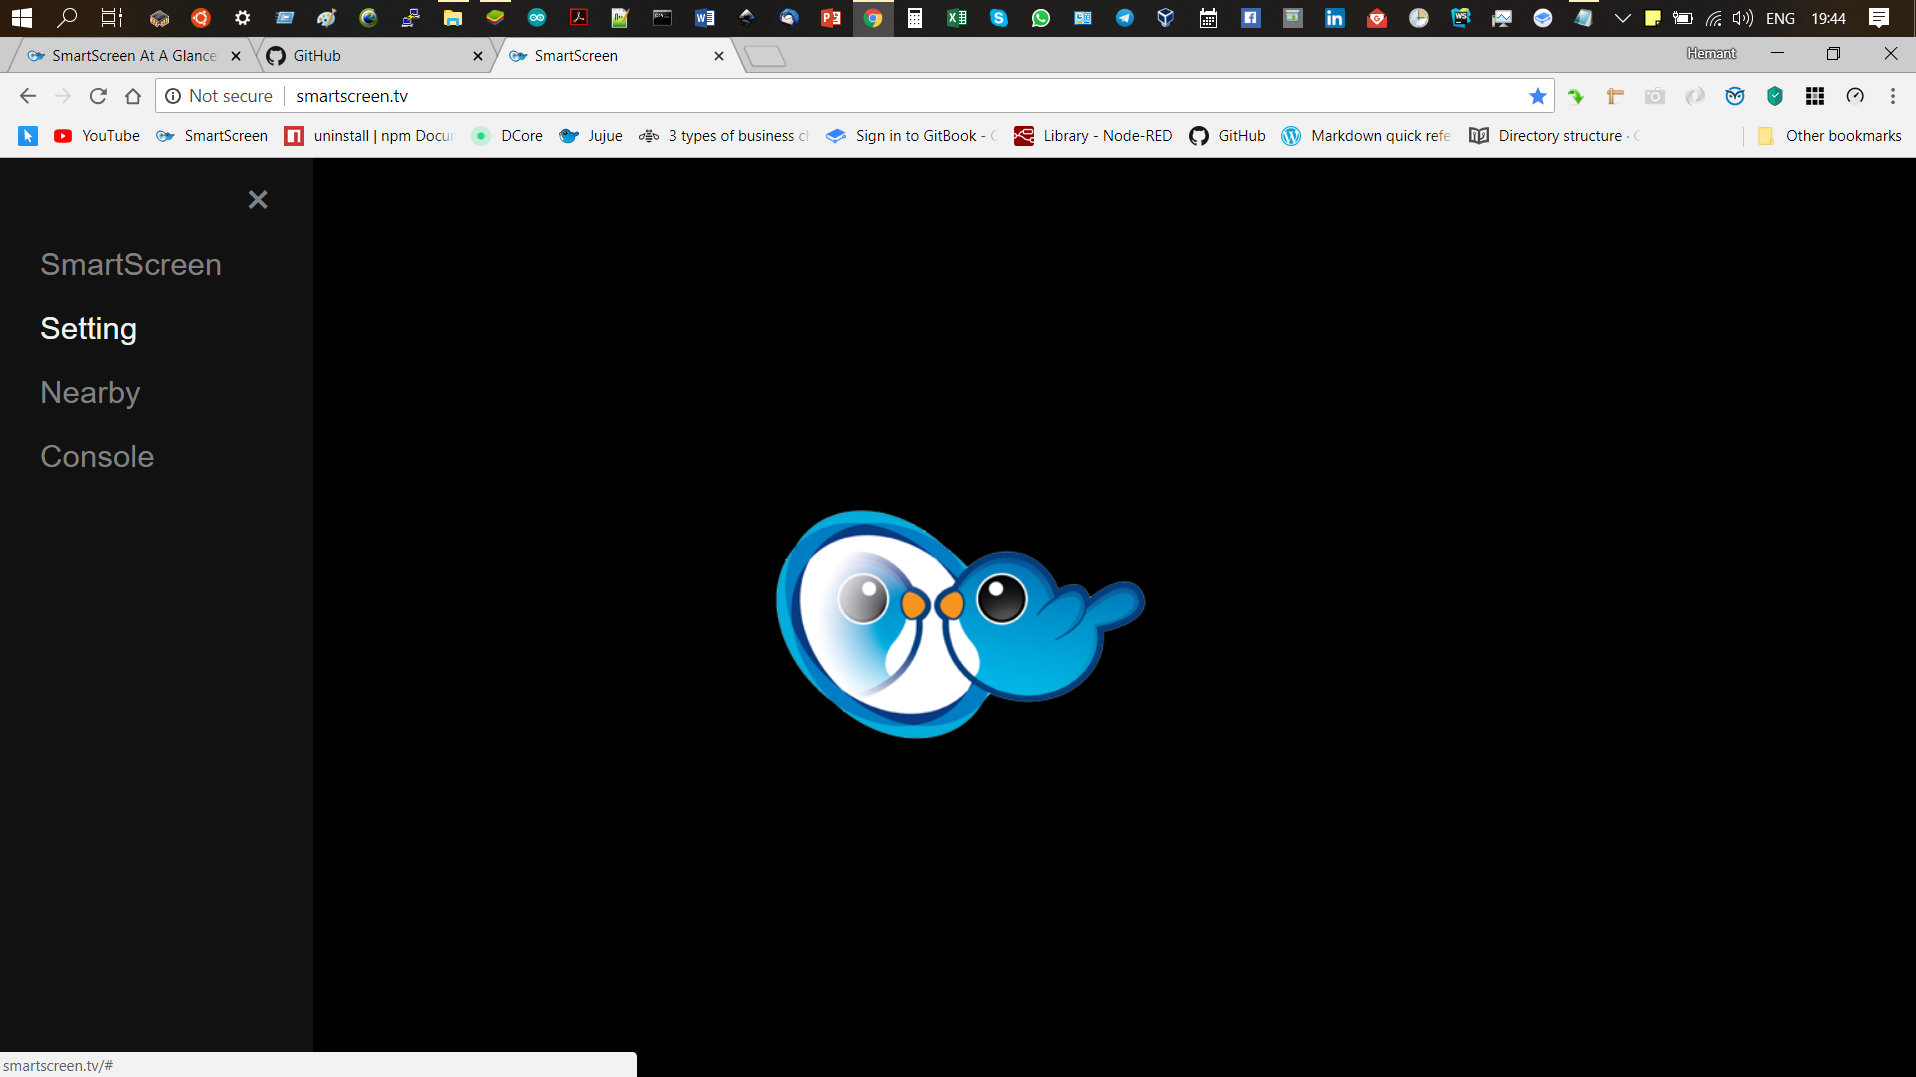 ENG 19:44
SmartScreen At A Glance GitHub SmartScreen Hemant
Not secure smartscreen.tv
YouTube SmartScreen uninstall | npm Docu DCore Jujue 3 types of business c Sign in to GitBook - Library - Node-RED GitHub Markdown quick refe Directory structure · Other bookmarks
SmartScreen
Setting
Nearby
Console
smartscreen.tv/#